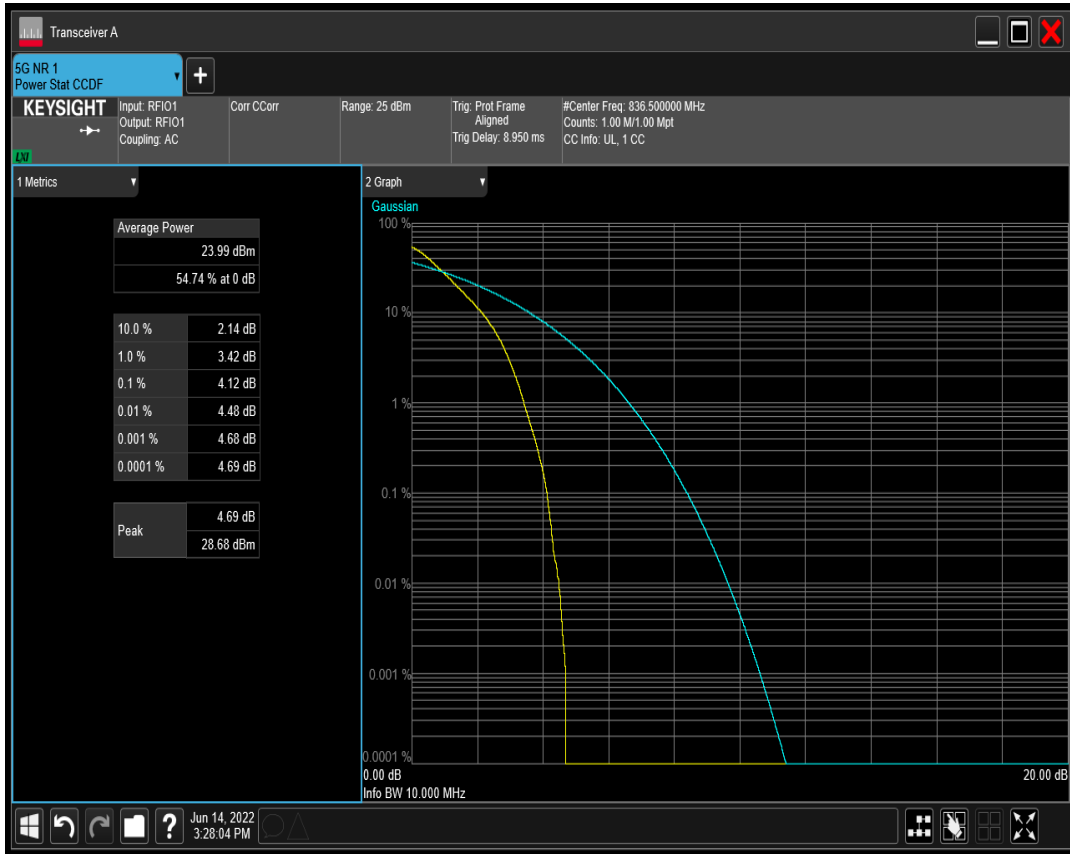 Transceiver A
5G NR 1
Power Stat CCDF
+
KEYSIGHT
LXI
Input: RFIO1
Output: RFIO1
Coupling: AC
Corr CCorr
Range: 25 dBm
Trig: Prot Frame
Aligned
Trig Delay: 8.950 ms
#Center Freq: 836.500000 MHz
Counts: 1.00 M/1.00 Mpt
CC Info: UL, 1 CC
1 Metrics
Average Power
23.99 dBm
54.74 % at 0 dB
10.0 % 2.14 dB
1.0 % 3.42 dB
0.1 % 4.12 dB
0.01 % 4.48 dB
0.001 % 4.68 dB
0.0001 % 4.69 dB
Peak
4.69 dB
28.68 dBm
2 Graph
Gaussian
100 %
10 %
1 %
0.1 %
0.01 %
0.001 %
0.0001 %
0.00 dB 20.00 dB
Info BW 10.000 MHz
?
Jun 14, 2022
3:28:04 PM